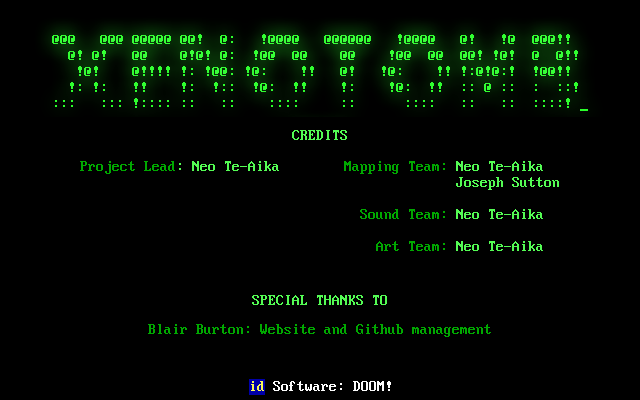 XENOTOMB
CREDITS
Project Lead: Neo Te-Aika
Mapping Team: Neo Te-Aika
Joseph Sutton
Sound Team: Neo Te-Aika
Art Team: Neo Te-Aika
SPECIAL THANKS TO
Blair Burton: Website and Github management
id Software: DOOM!